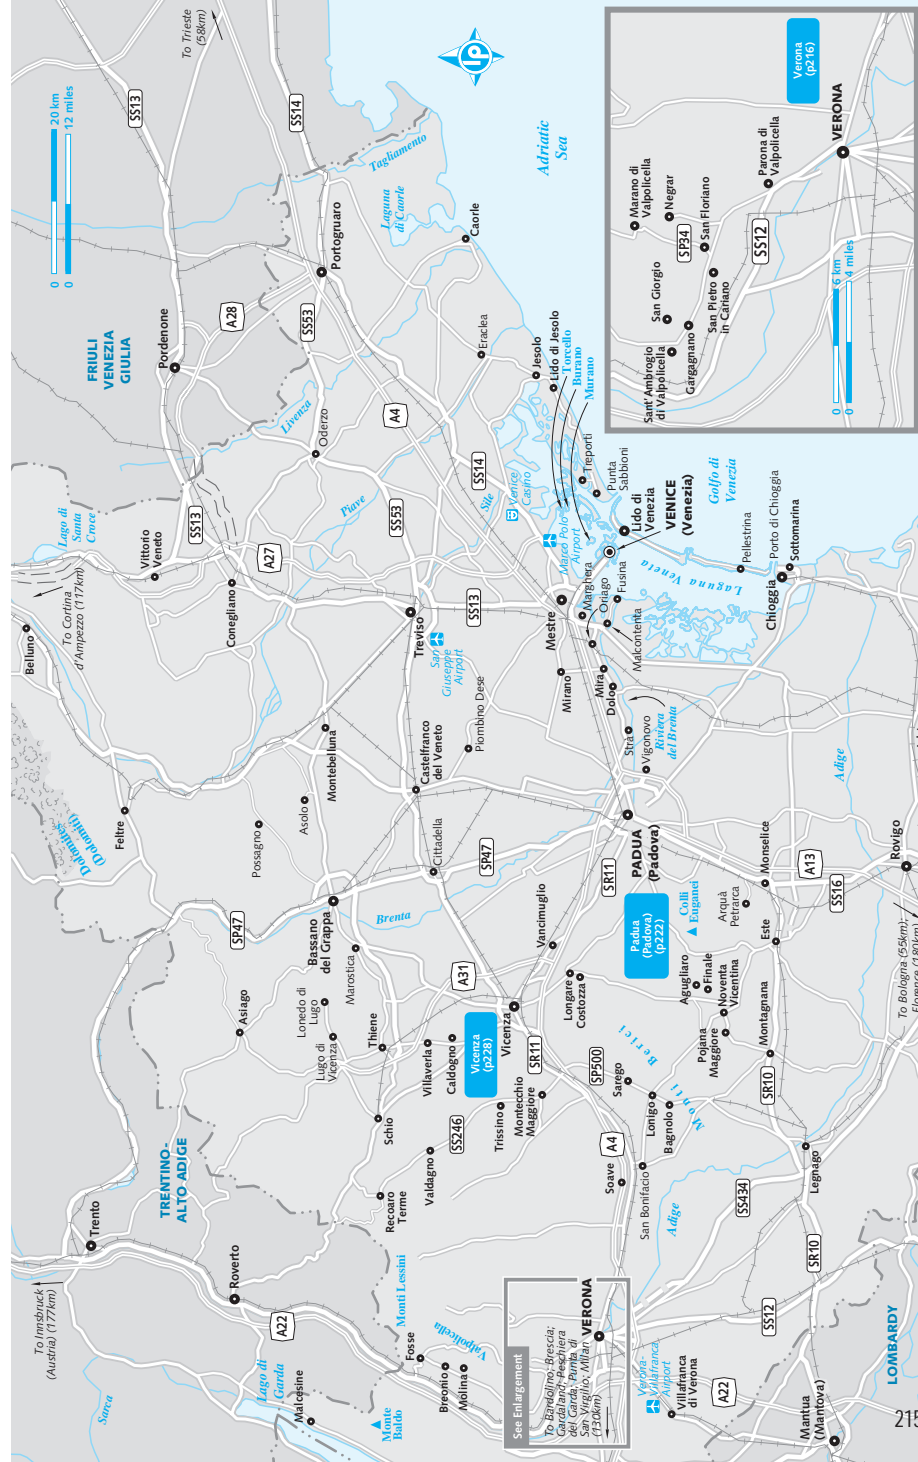 215
To Innsbruck
(Austria) (177km)
Sarca
Trento
Lago di
Garda
Malcesine
Monte
Baldo
A22
Roverto
TRENTINO-
ALTO ADIGE
Monti Lessini
Fosse
Breonio
Molina
Valpolicella
Recoaro
Terme
Schio
Valdagno
SS246
Trissino
Montecchio
Maggiore
Asiago
Lonedo di
Lugo
Lugo di
Vicenza
Thiene
Villaverla
Caldogno
Vicenza
(p228)
Vicenza
Marostica
Bassano
del Grappa
Brenta
SP47
A31
Dolomites
(Dolomiti)
Feltre
Belluno
To Cortina
d'Ampezzo (117km)
Lago di
Santa
Croce
Possagno
Asolo
Montebelluna
Cittadella
SP47
Castelfranco
del Veneto
Piombino Dese
Vittorio
Veneto
Conegliano
A27
SS13
Treviso
San
Giuseppe
Airport
SS13
Piave
SS53
Sile
Oderzo
Livenza
FRIULI
VENEZIA
GIULIA
Pordenone
A28
SS53
Portogruaro
A4
SS14
0
20 km
0
12 miles
SS13
SS14
To Trieste
(58km)
Tagliamento
Laguna
di Caorle
Caorle
Eraclea
Adriatic
Sea
Jesolo
Lido di Jesolo
Torcello
Burano
Murano
Venice
Casino
Marco Polo
Airport
Treporti
Punta
Sabbioni
Lido di
Venezia
VENICE
(Venezia)
Golfo di
Venezia
Mestre
Marghera
Oriago
Fusina
Malcontenta
Laguna Veneta
Pellestrina
Porto di Chioggia
Sottomarina
Chioggia
Mirano
Mira
Dolo
Strà
Vigonovo
Riviera
del Brenta
PADUA
(Padova)
Padua
(Padova)
(p222)
SR11
Vancimuglio
Colli
Euganei
Arquà
Petrarca
Monselice
A13
SS16
Rovigo
Adige
Este
To Bologna (55km);
Longare
Costozza
Agugliaro
Finale
Noventa
Vicentina
Pojana
Maggiore
Montagnana
SR10
Monti Berici
SR11
SP500
Sarego
Lonigo
Bagnolo
A4
Soave
San Bonifacio
Adige
SS434
Legnago
SR10
SS12
LOMBARDY
See Enlargement
To Bardolino; Brescia;
Gardaland; Peschiera
del Garda; Punta di
San Virgilio; Milan
(130km)
VERONA
Verona-
Villafranca
Airport
Villafranca
di Verona
A22
Mantua
(Mantova)
Sant'Ambrogio
di Valpolicella
Gargagnano
San Giorgio
San Pietro
in Cariano
SP34
San Floriano
Marano di
Valpolicella
Negrar
SS12
Parona di
Valpolicella
Verona
(p216)
VERONA
0
6 km
0
4 miles
lp